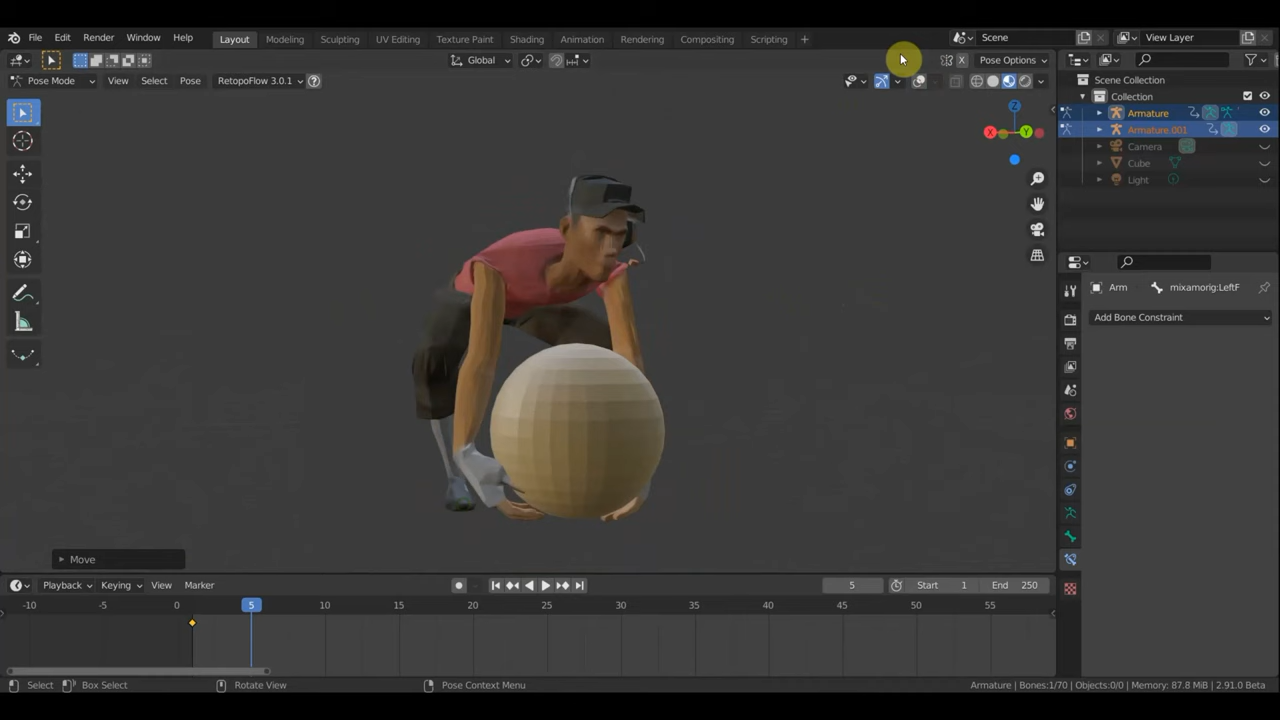 File Edit Render Window Help Layout Modeling Sculpting UV Editing Texture Paint Shading Animation Rendering Compositing Scripting + Scene View Layer
Global X Pose Options
Pose Mode View Select Pose RetopoFlow 3.0.1
Scene Collection
Collection
Armature
Armature.001
Camera
Cube
Light
Z
X Y
Arm mixamorig:LeftF
Add Bone Constraint
Move
Playback Keying View Marker 5 Start 1 End 250
-10 -5 0 5 10 15 20 25 30 35 40 45 50 55
Select Box Select Rotate View Pose Context Menu Armature | Bones:1/70 | Objects:0/0 | Memory: 87.8 MiB | 2.91.0 Beta